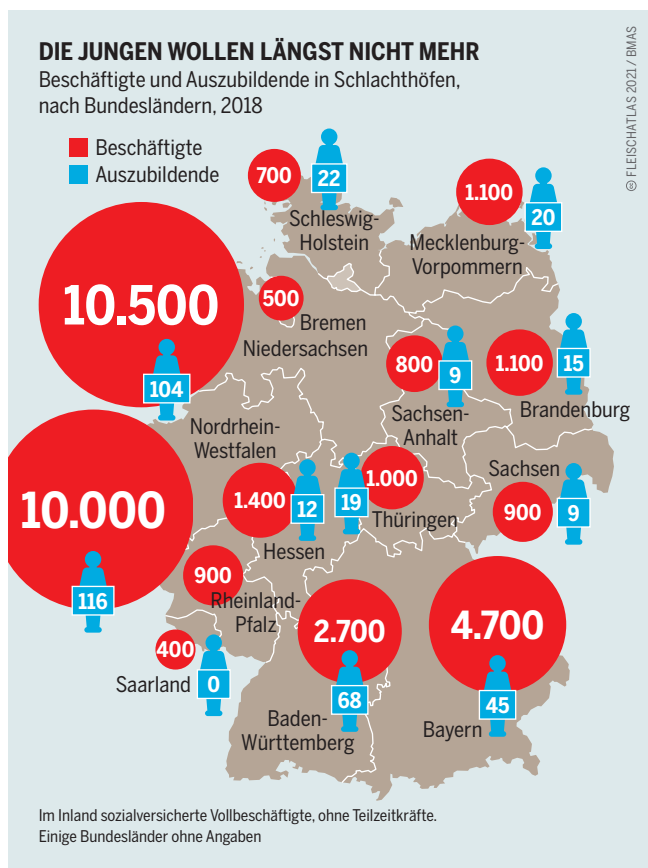 DIE JUNGEN WOLLEN LÄNGST NICHT MEHR
Beschäftigte und Auszubildende in Schlachthöfen,
nach Bundesländern, 2018
Beschäftigte
Auszubildende
700
22
Schleswig-
Holstein
1.100
20
Mecklenburg-
Vorpommern
10.500
104
500
Bremen
Niedersachsen
800
9
Sachsen-
Anhalt
1.100
15
Brandenburg
Nordrhein-
Westfalen
10.000
116
1.400
12
Hessen
19
1.000
Thüringen
Sachsen
900
9
900
Rheinland-
Pfalz
400
0
Saarland
2.700
68
Baden-
Württemberg
4.700
45
Bayern
Im Inland sozialversicherte Vollbeschäftigte, ohne Teilzeitkräfte.
Einige Bundesländer ohne Angaben
FLEISCHATLAS 2021 / BMAS